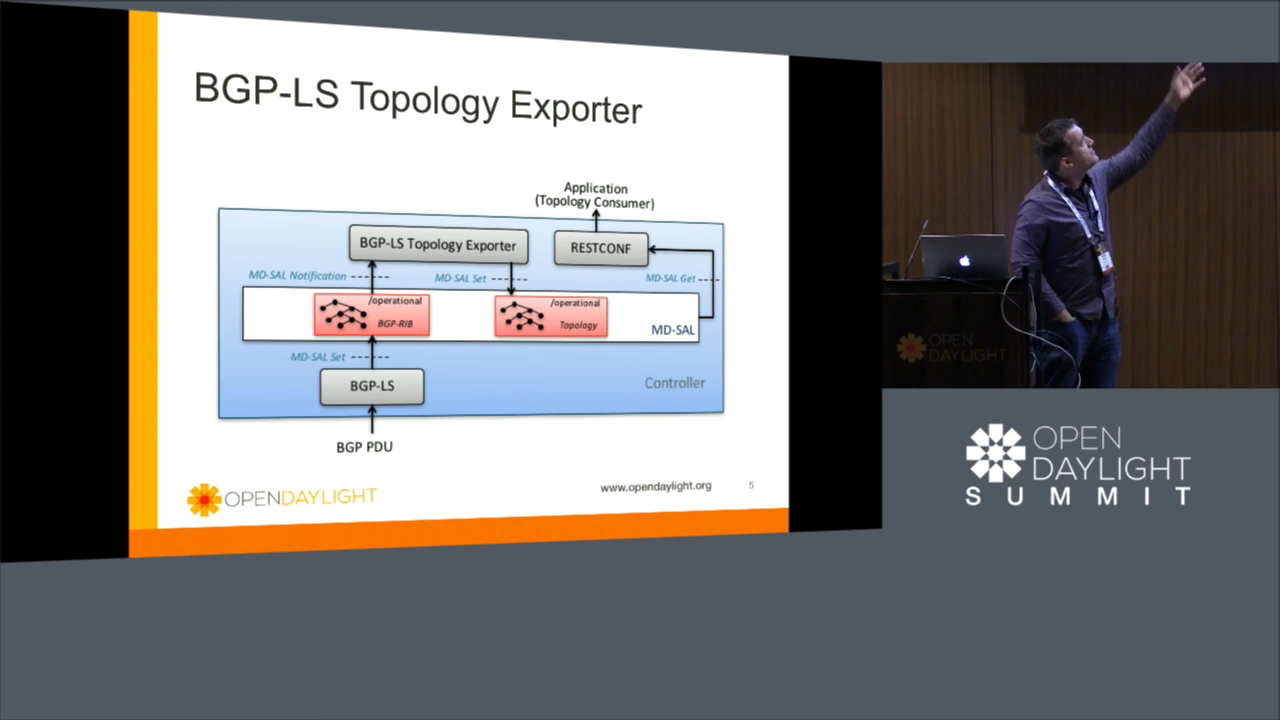 BGP-LS Topology Exporter
Application
(Topology Consumer)
BGP-LS Topology Exporter
RESTCONF
MD-SAL Notification
MD-SAL Set
MD-SAL Get
/operational
BGP-RIB
/operational
Topology
MD-SAL
MD-SAL Set
BGP-LS
Controller
BGP PDU
OPENDAYLIGHT
www.opendaylight.org
5
OPEN
DAYLIGHT
OPEN
DAYLIGHT
SUMMIT